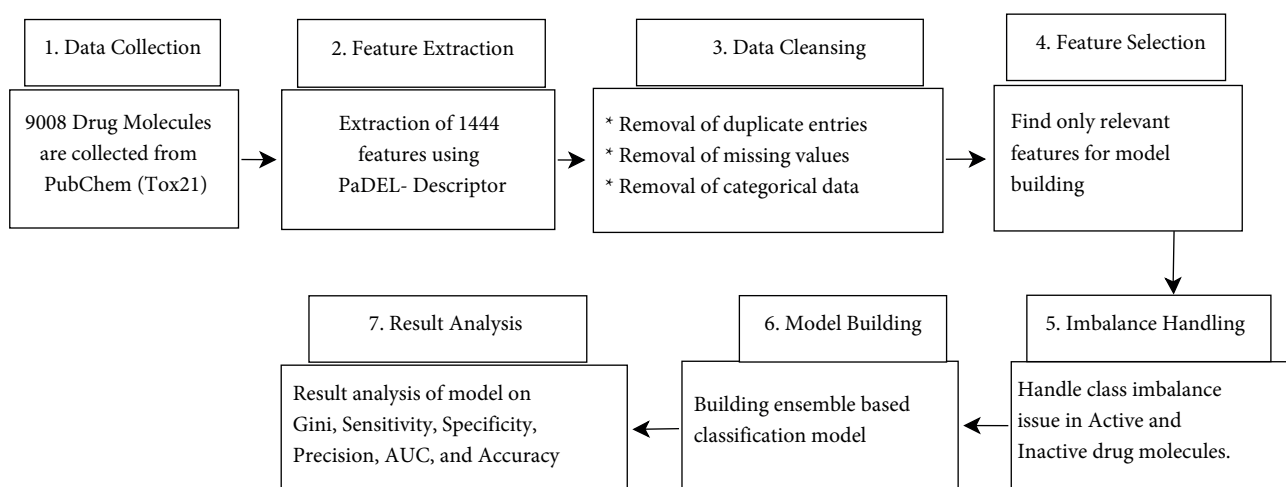 1. Data Collection
9008 Drug Molecules
are collected from
PubChem (Tox21)
2. Feature Extraction
Extraction of 1444
features using
PaDEL- Descriptor
3. Data Cleansing
* Removal of duplicate entries
* Removal of missing values
* Removal of categorical data
4. Feature Selection
Find only relevant
features for model
building
5. Imbalance Handling
Handle class imbalance
issue in Active and
Inactive drug molecules.
6. Model Building
Building ensemble based
classification model
7. Result Analysis
Result analysis of model on
Gini, Sensitivity, Specificity,
Precision, AUC, and Accuracy